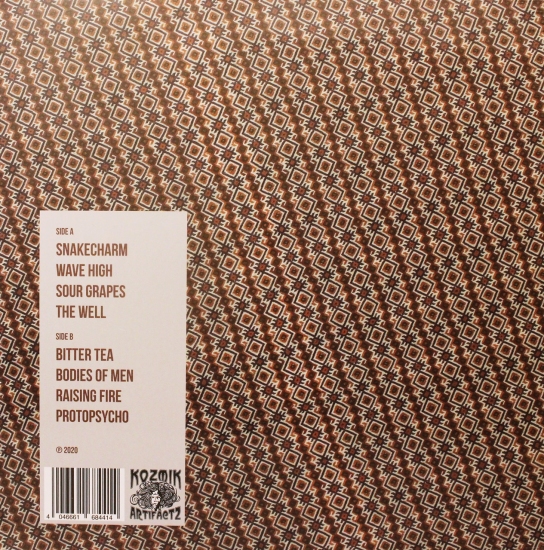 SIDE A
SNAKECHARM
WAVE HIGH
SOUR GRAPES
THE WELL
SIDE B
BITTER TEA
BODIES OF MEN
RAISING FIRE
PROTOPSYCHO
℗ 2020
KOZMIK
ARTIFACTZ
4 046661 684414